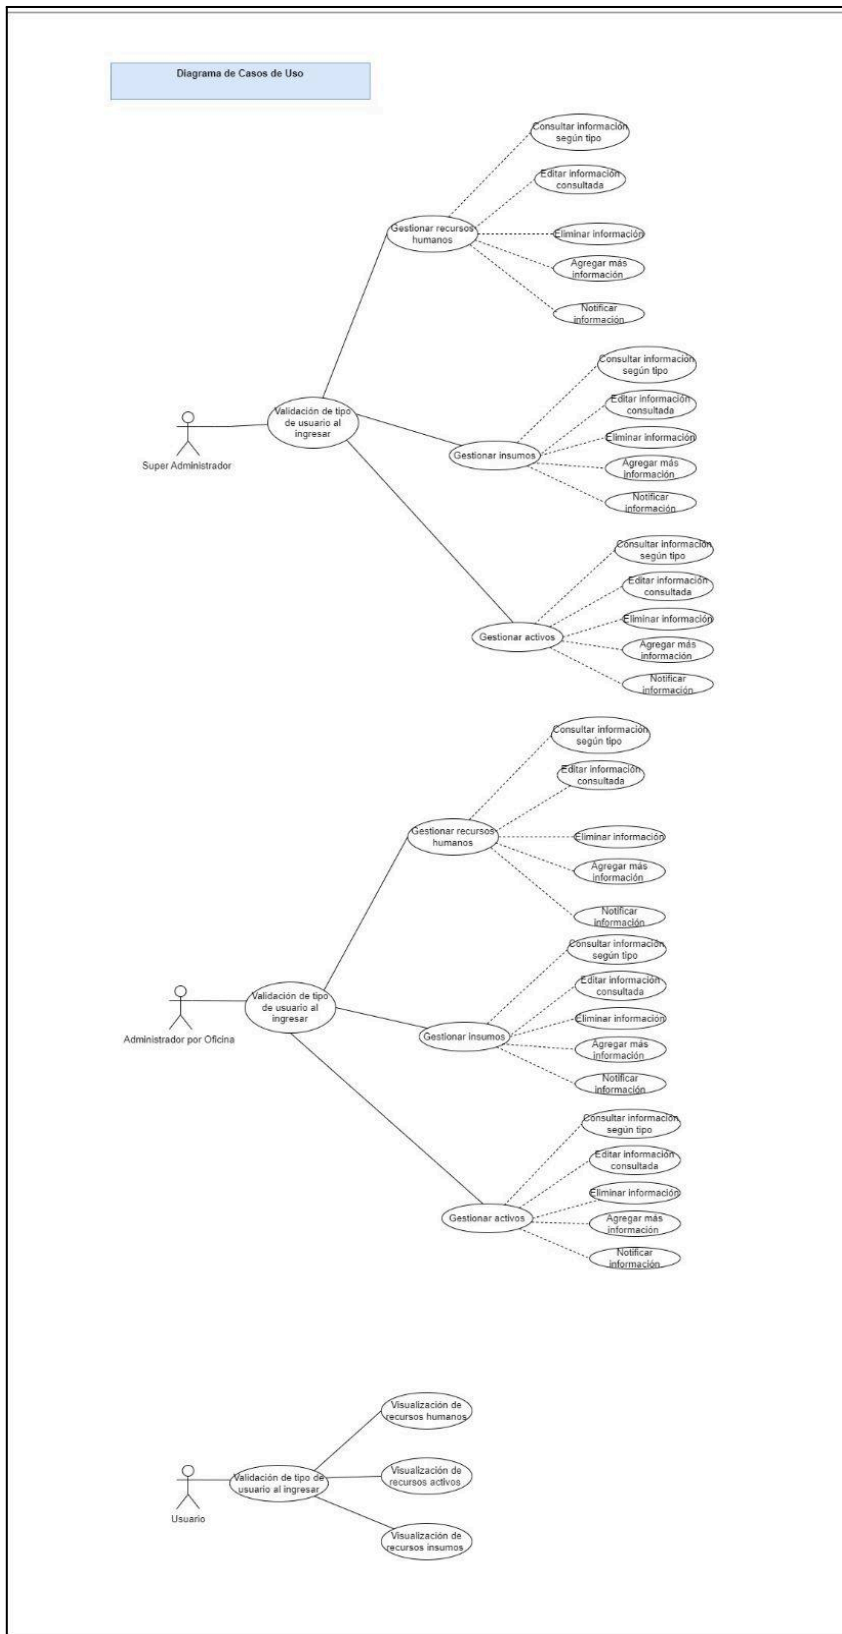 Diagrama de Casos de Uso
Consultar información
según tipo
Editar información
consultada
Gestionar recursos
humanos
Eliminar información
Agregar más
información
Notificar
información
Consultar información
según tipo
Editar información
consultada
Validación de tipo
de usuario al
ingresar
Eliminar información
Gestionar insumos
Agregar más
información
Super Administrador
Notificar
información
Consultar información
según tipo
Editar información
consultada
Eliminar información
Gestionar activos
Agregar más
información
Notificar
información
Consultar información
según tipo
Editar información
consultada
Gestionar recursos
humanos
Eliminar información
Agregar más
información
Notificar
información
Consultar información
según tipo
Editar información
consultada
Validación de tipo
de usuario al
ingresar
Eliminar información
Administrador por Oficina
Gestionar insumos
Agregar más
información
Notificar
información
Consultar información
según tipo
Editar información
consultada
Eliminar información
Gestionar activos
Agregar más
información
Notificar
información
Visualización de
recursos humanos
Validación de tipo de
usuario al ingresar
Visualización de
recursos activos
Usuario
Visualización de
recursos insumos